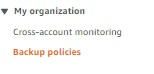 My organization
Cross-account monitoring
Backup policies